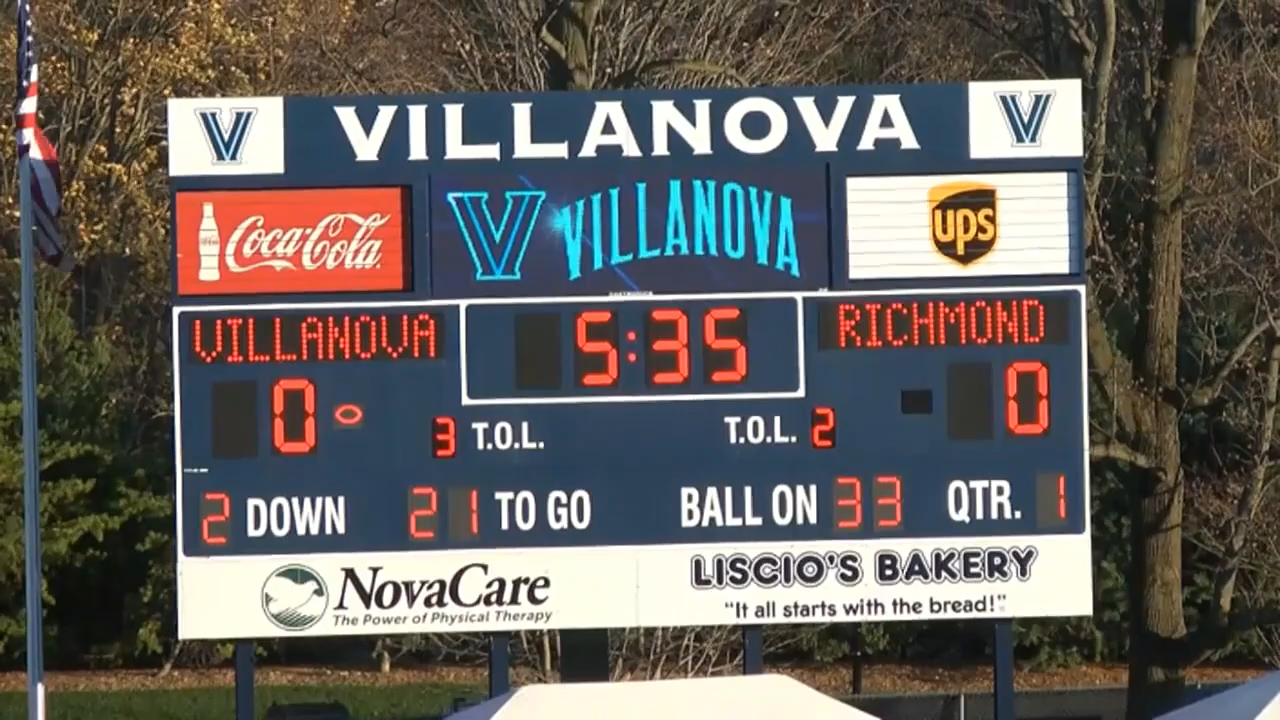 V VILLANOVA V
Coca-Cola
V VILLANOVA
ups
VILLANOVA
5:35
RICHMOND
0
0
3 T.O.L.
T.O.L. 2
2 DOWN 21 TO GO
BALL ON 33 QTR. 1
NovaCare
The Power of Physical Therapy
LISCIO'S BAKERY
"It all starts with the bread!"